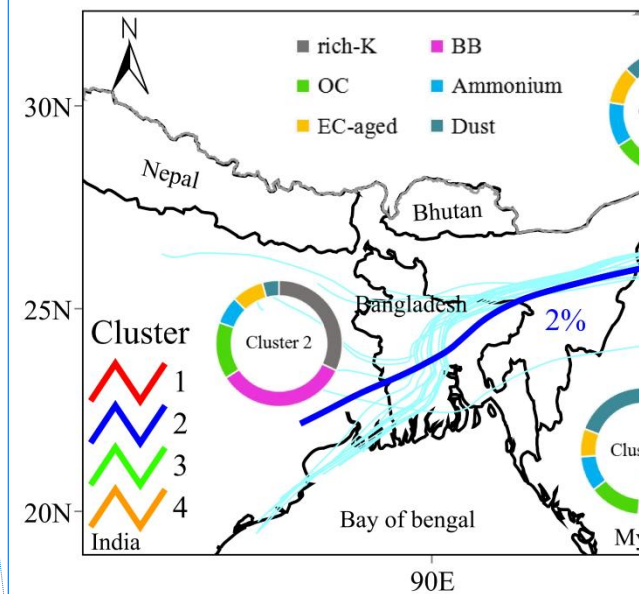 N
rich-K
BB
OC
Ammonium
EC-aged
Dust
30N
Nepal
Bhutan
25N
Bangladesh
Cluster 2
2%
Cluster
1
2
3
4
20N
India
Bay of bengal
90E